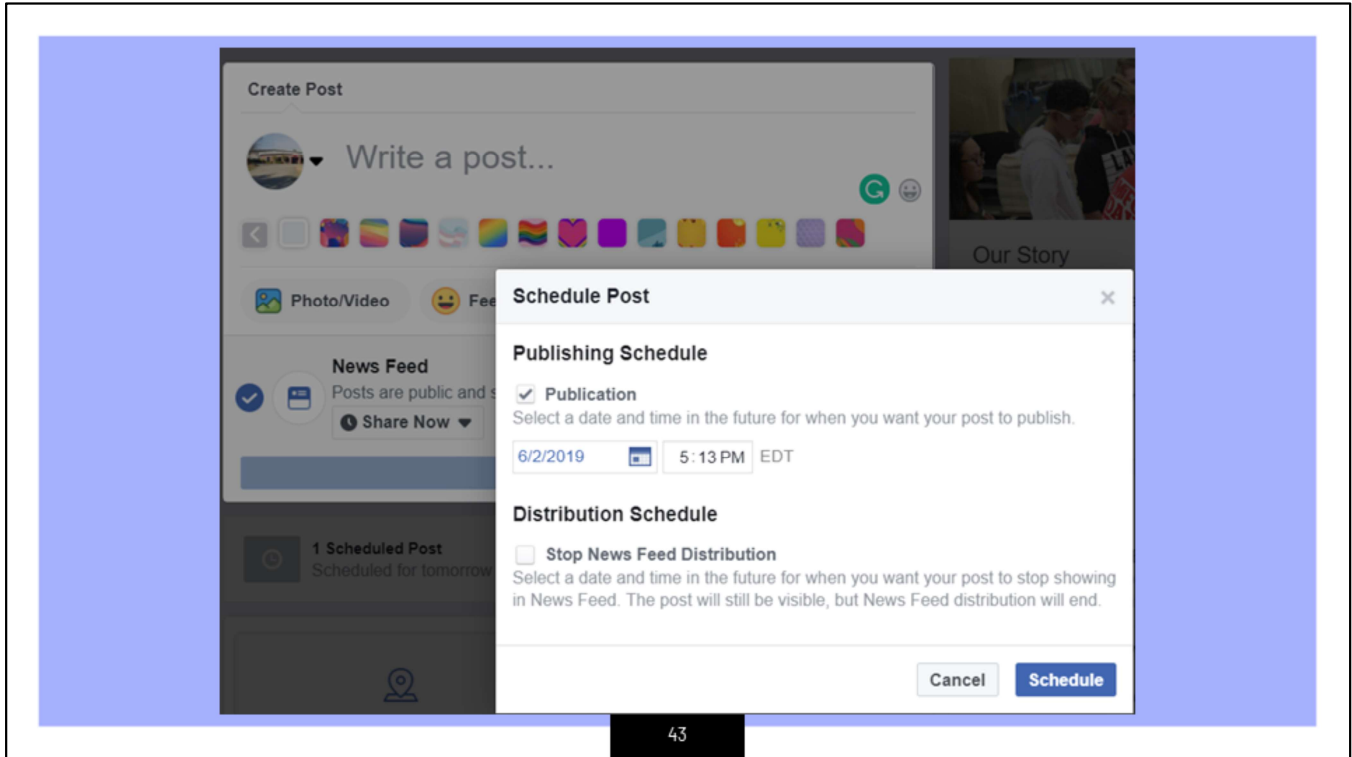 Create Post
Write a post...
Our Story
Photo/Video
Fee
News Feed
Posts are public and s
Share Now
1 Scheduled Post
Scheduled for tomorrow
Schedule Post
Publishing Schedule
Publication
Select a date and time in the future for when you want your post to publish.
6/2/2019 5:13 PM EDT
Distribution Schedule
Stop News Feed Distribution
Select a date and time in the future for when you want your post to stop showing
in News Feed. The post will still be visible, but News Feed distribution will end.
Cancel Schedule
43